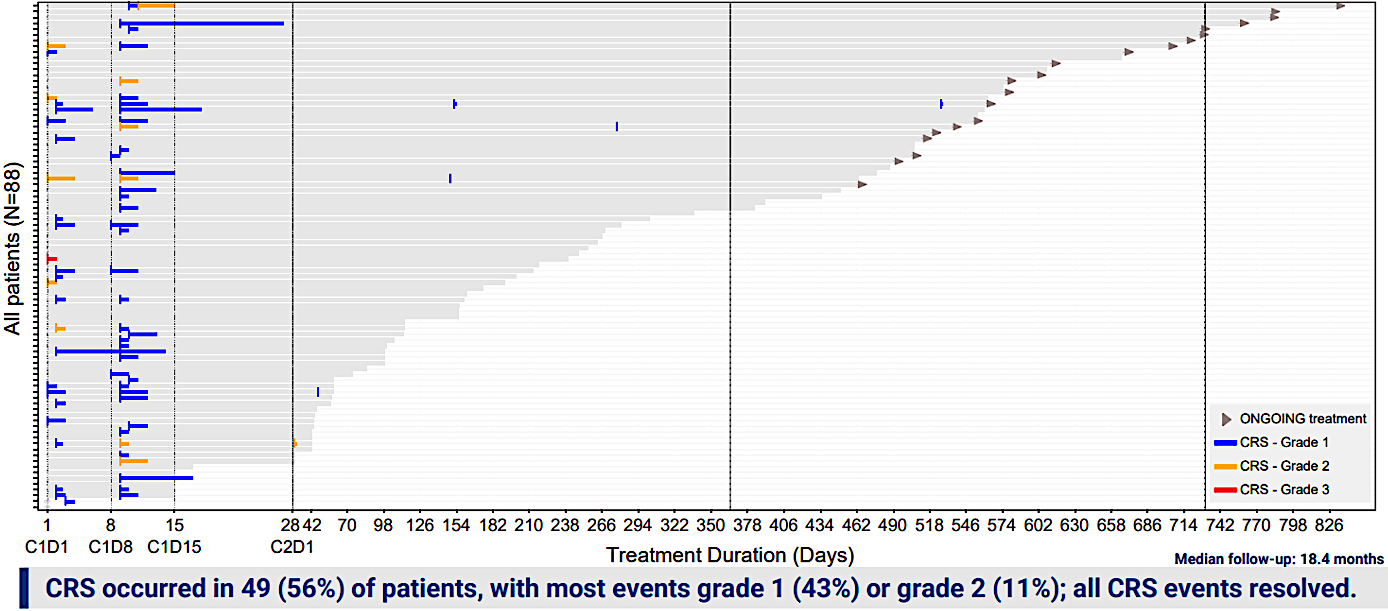 All patients (N=88)
ONGOING treatment
CRS - Grade 1
CRS - Grade 2
CRS - Grade 3
1 8 15 28 42 70 98 126 154 182 210 238 266 294 322 350 378 406 434 462 490 518 546 574 602 630 658 686 714 742 770 798 826
C1D1 C1D8 C1D15 C2D1
Treatment Duration (Days)
Median follow-up: 18.4 months
CRS occurred in 49 (56%) of patients, with most events grade 1 (43%) or grade 2 (11%); all CRS events resolved.